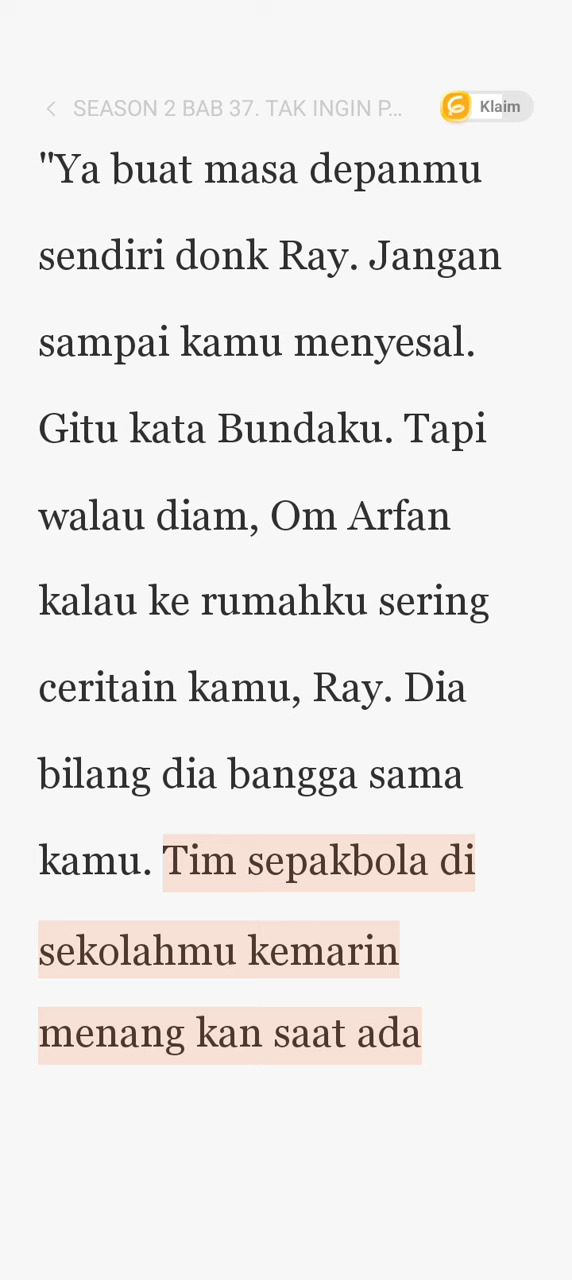 SEASON 2 BAB 37. TAK INGIN P...
Klaim
"Ya buat masa depanmu
sendiri donk Ray. Jangan
sampai kamu menyesal.
Gitu kata Bundaku. Tapi
walau diam, Om Arfan
kalau ke rumahku sering
ceritain kamu, Ray. Dia
bilang dia bangga sama
kamu. Tim sepakbola di
sekolahmu kemarin
menang kan saat ada